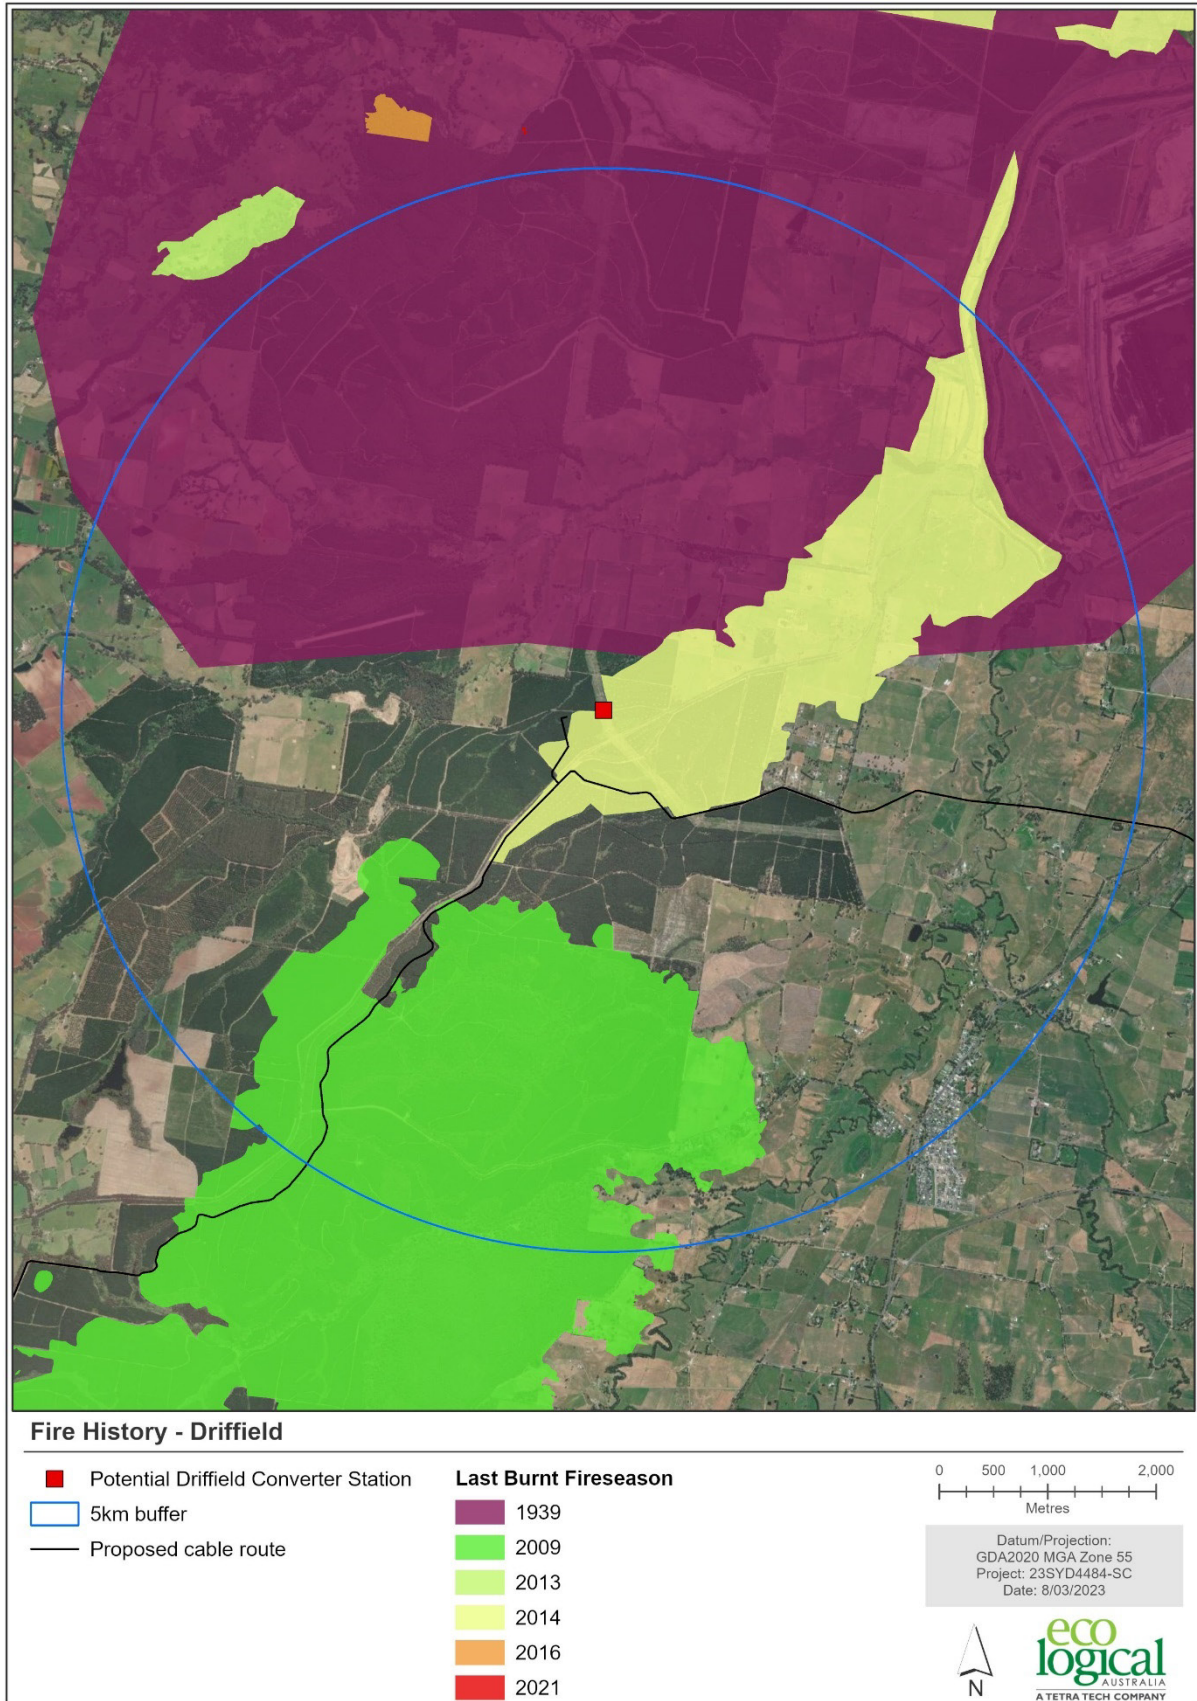 Fire History - Driffield
Potential Driffield Converter Station
5km buffer
Proposed cable route
Last Burnt Fireseason
1939
2009
2013
2014
2016
2021
0 500 1,000 2,000
Metres
Datum/Projection:
GDA2020 MGA Zone 55
Project: 23SYD4484-SC
Date: 8/03/2023
N
eco
logical
AUSTRALIA
A TETRA TECH COMPANY